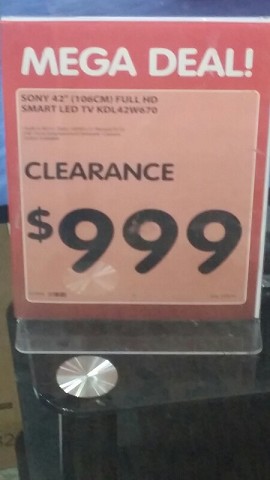 MEGA DEAL!
SONY 42" (106CM) FULL HD
SMART LED TV KDL42W670
CLEARANCE
$999